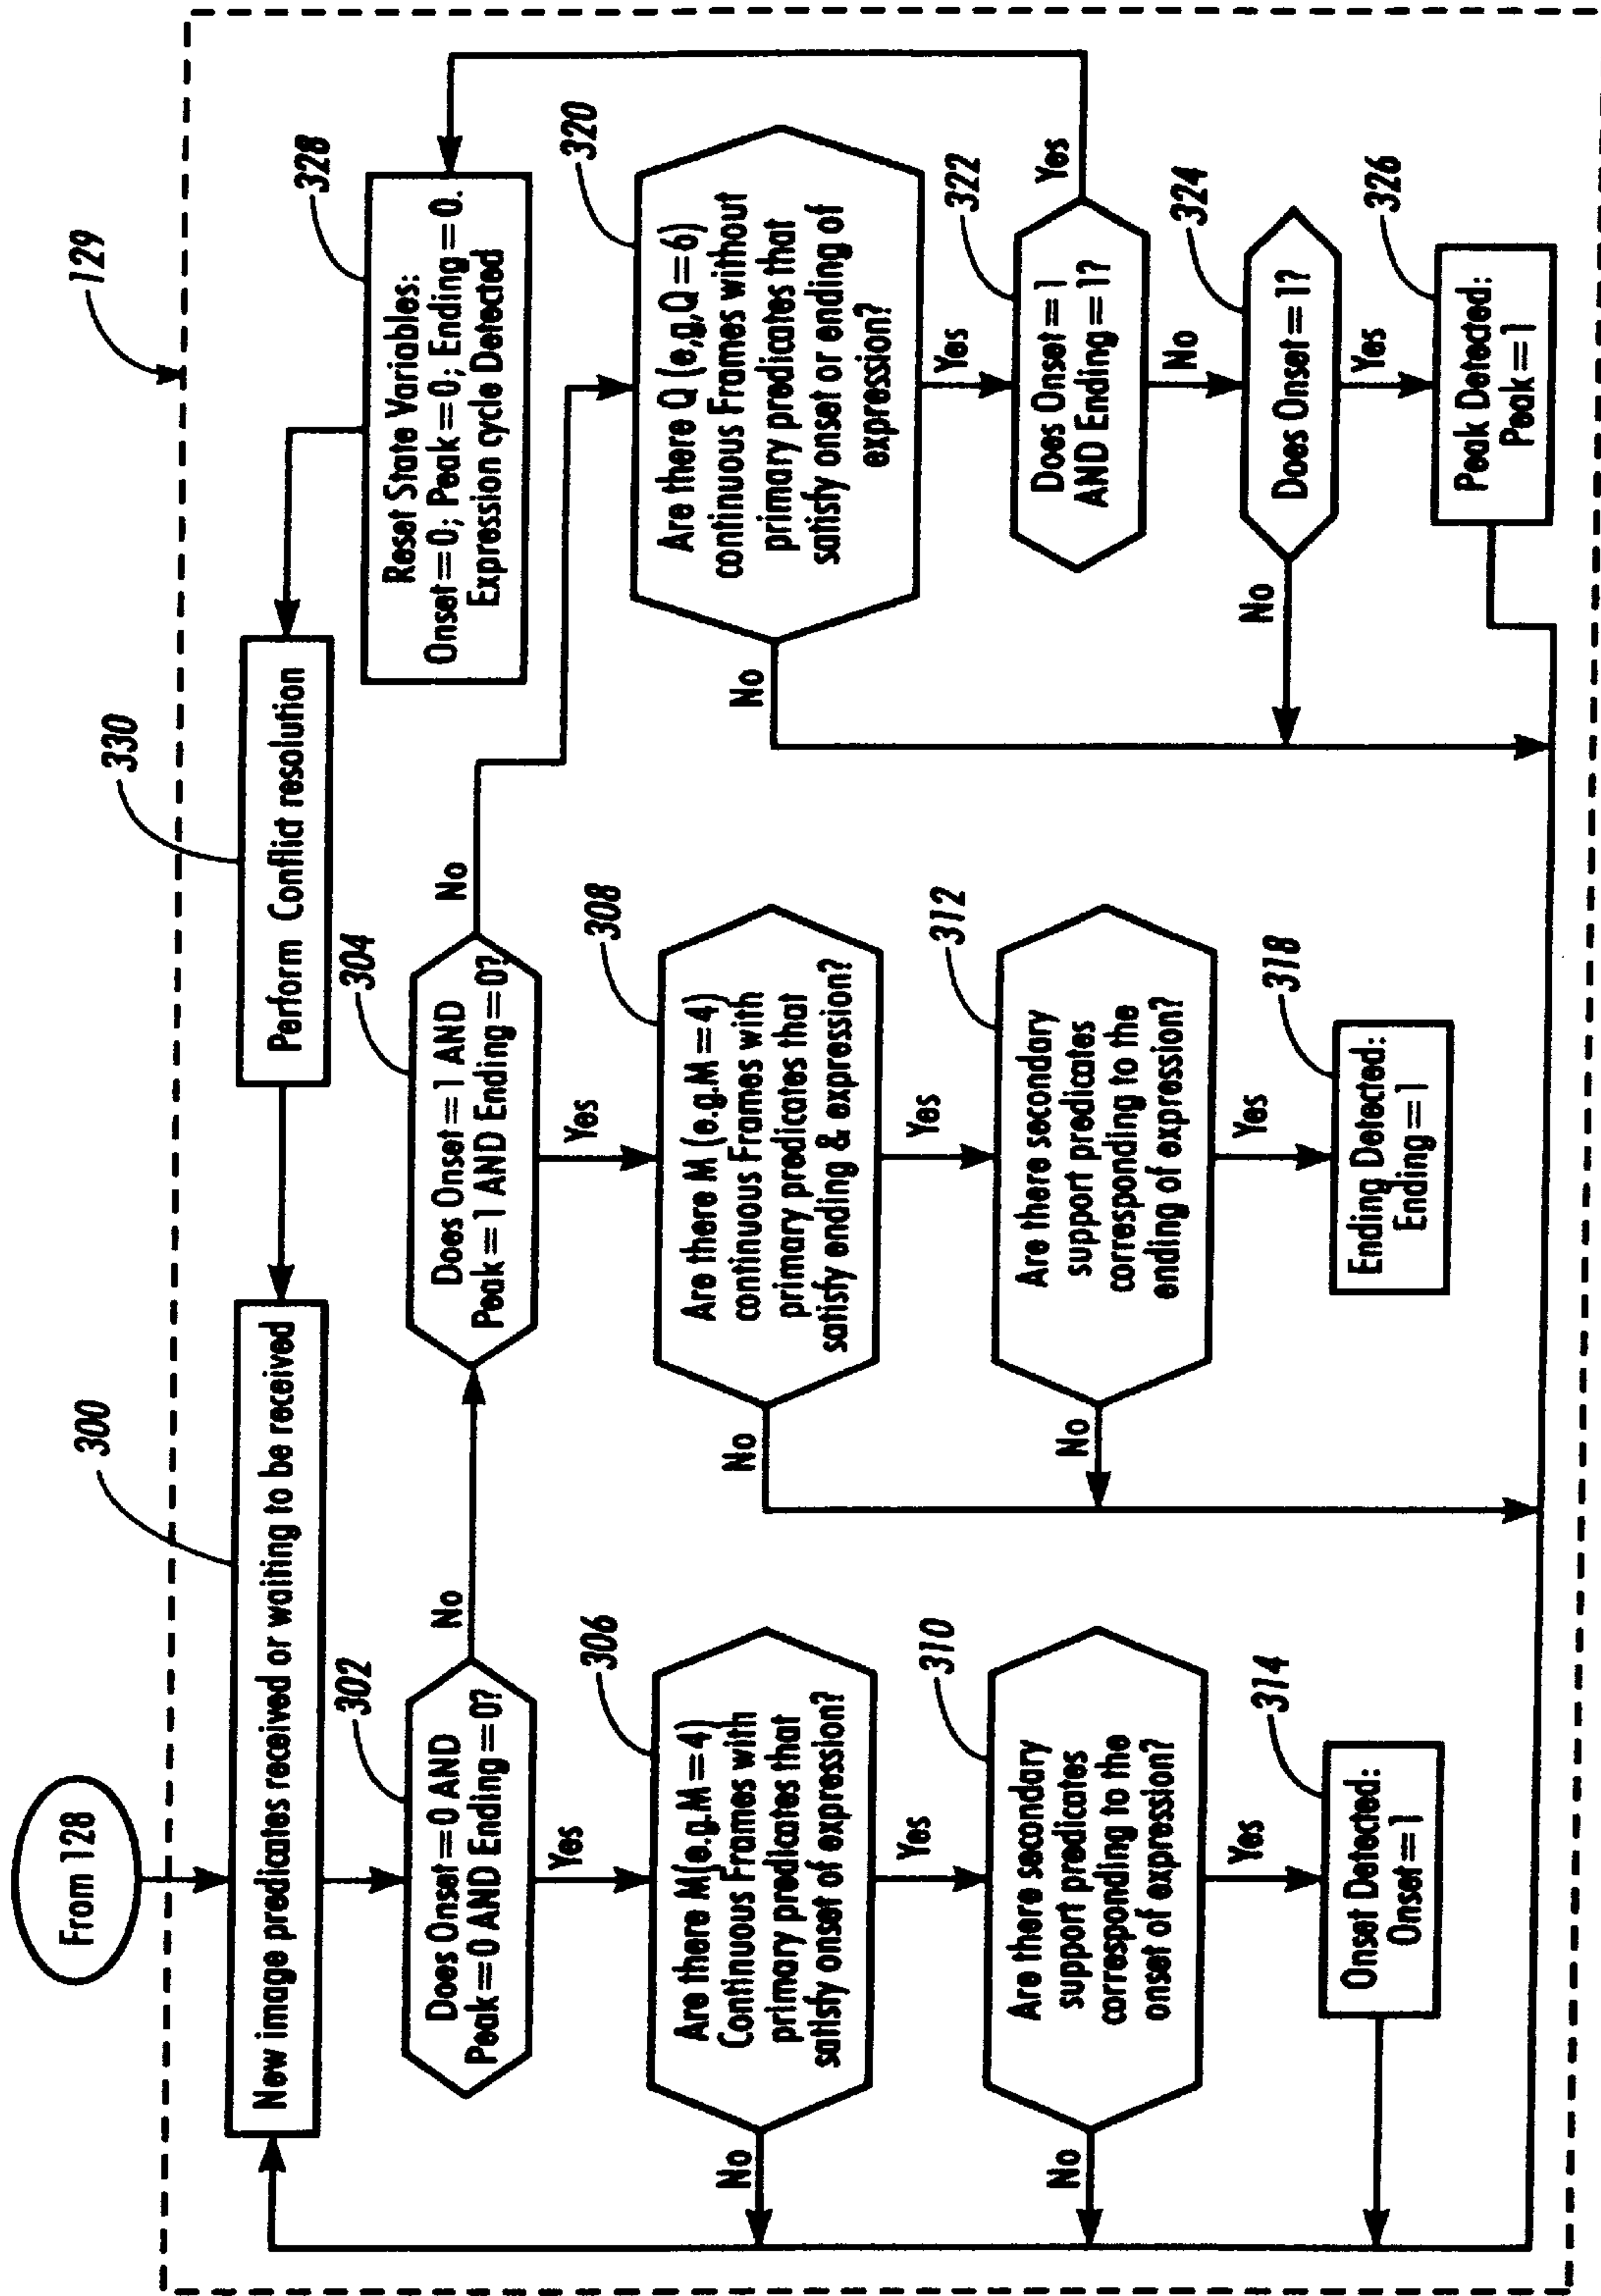 From 128
129
300
New image predicates received or waiting to be received
330
Perform Conflict resolution
328
Reset State Variables:
Onset=0; Peak=0; Ending=0.
Expression cycle Detected
302
Does Onset=0 AND
Peak=0 AND Ending=0?
No
Yes
304
Does Onset=1 AND
Peak=1 AND Ending=0?
No
Yes
306
Are there M(e.g.M=4)
Continuous Frames with
primary predicates that
satisfy onset of expression?
No
Yes
308
Are there M (e.g.M=4)
continuous Frames with
primary predicates that
satisfy ending & expression?
No
Yes
320
Are there Q (e,g,Q=6)
continuous Frames without
primary predicates that
satisfy onset or ending of
expression?
No
Yes
310
Are there secondary
support predicates
corresponding to the
onset of expression?
No
Yes
312
Are there secondary
support predicates
corresponding to the
ending of expression?
No
Yes
322
Does Onset=1
AND Ending=1?
Yes
No
324
Does Onset=1?
No
Yes
314
Onset Detected:
Onset=1
318
Ending Detected:
Ending=1
326
Peak Detected:
Peak=1